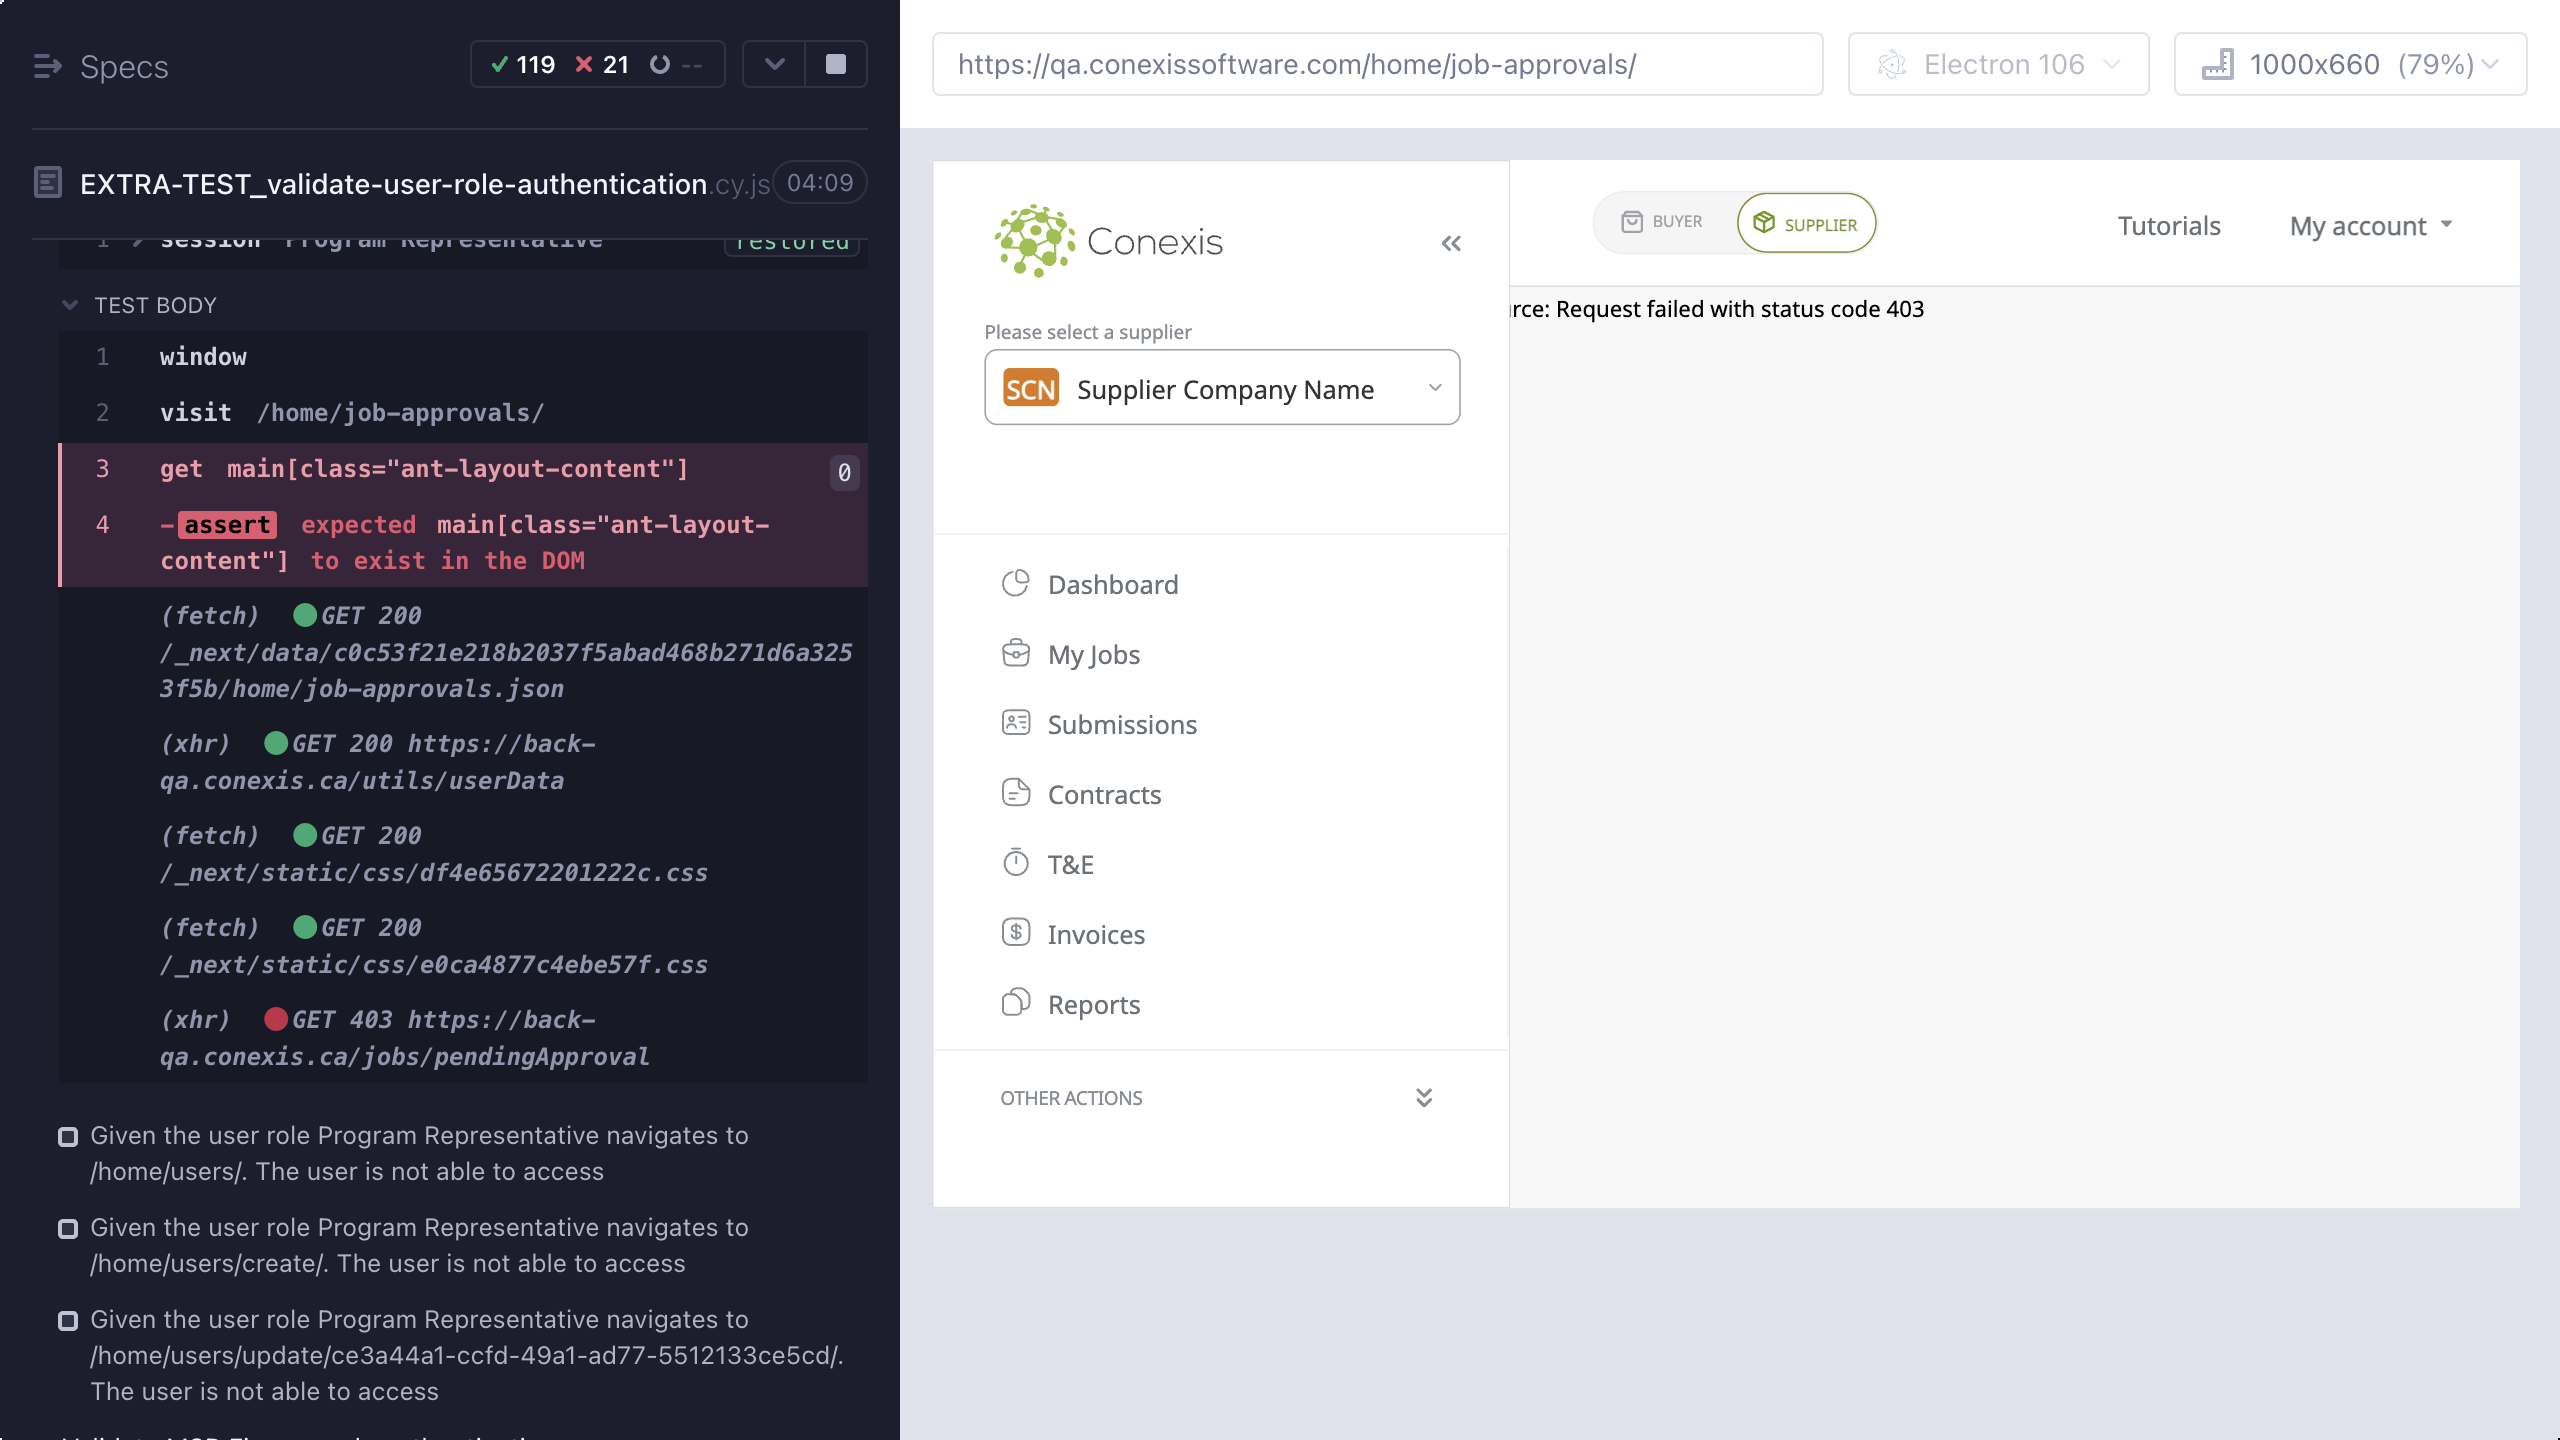 Specs
119
21
--
EXTRA-TEST_validate-user-role-authentication.cy.js
04:09
1 session Program Representative restored
TEST BODY
1 window
2 visit /home/job-approvals/
3 get main[class="ant-layout-content"] 0
4 -assert expected main[class="ant-layout-
content"] to exist in the DOM
(fetch) GET 200
/_next/data/c0c53f21e218b2037f5abad468b271d6a325
3f5b/home/job-approvals.json
(xhr) GET 200 https://back-
qa.conexis.ca/utils/userData
(fetch) GET 200
/_next/static/css/df4e65672201222c.css
(fetch) GET 200
/_next/static/css/e0ca4877c4ebe57f.css
(xhr) GET 403 https://back-
qa.conexis.ca/jobs/pendingApproval
Given the user role Program Representative navigates to
/home/users/. The user is not able to access
Given the user role Program Representative navigates to
/home/users/create/. The user is not able to access
Given the user role Program Representative navigates to
/home/users/update/ce3a44a1-ccfd-49a1-ad77-5512133ce5cd/.
The user is not able to access
https://qa.conexissoftware.com/home/job-approvals/
Electron 106
1000x660 (79%)
Conexis
BUYER
SUPPLIER
Tutorials
My account
rce: Request failed with status code 403
Please select a supplier
SCN Supplier Company Name
Dashboard
My Jobs
Submissions
Contracts
T&E
Invoices
Reports
OTHER ACTIONS